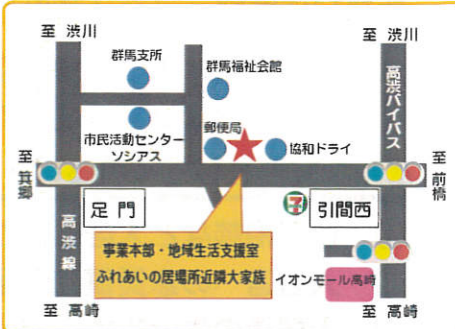 至 渋川
至 渋川
群馬支所
群馬福祉会館
高渋バイパス
市民活動センター
ソシアス
郵便局
協和ドライ
至 箕郷
至 前橋
足門
引間西
高渋線
事業本部・地域生活支援室
ふれあいの居場所近隣大家族
イオンモール高崎
至 高崎
至 高崎